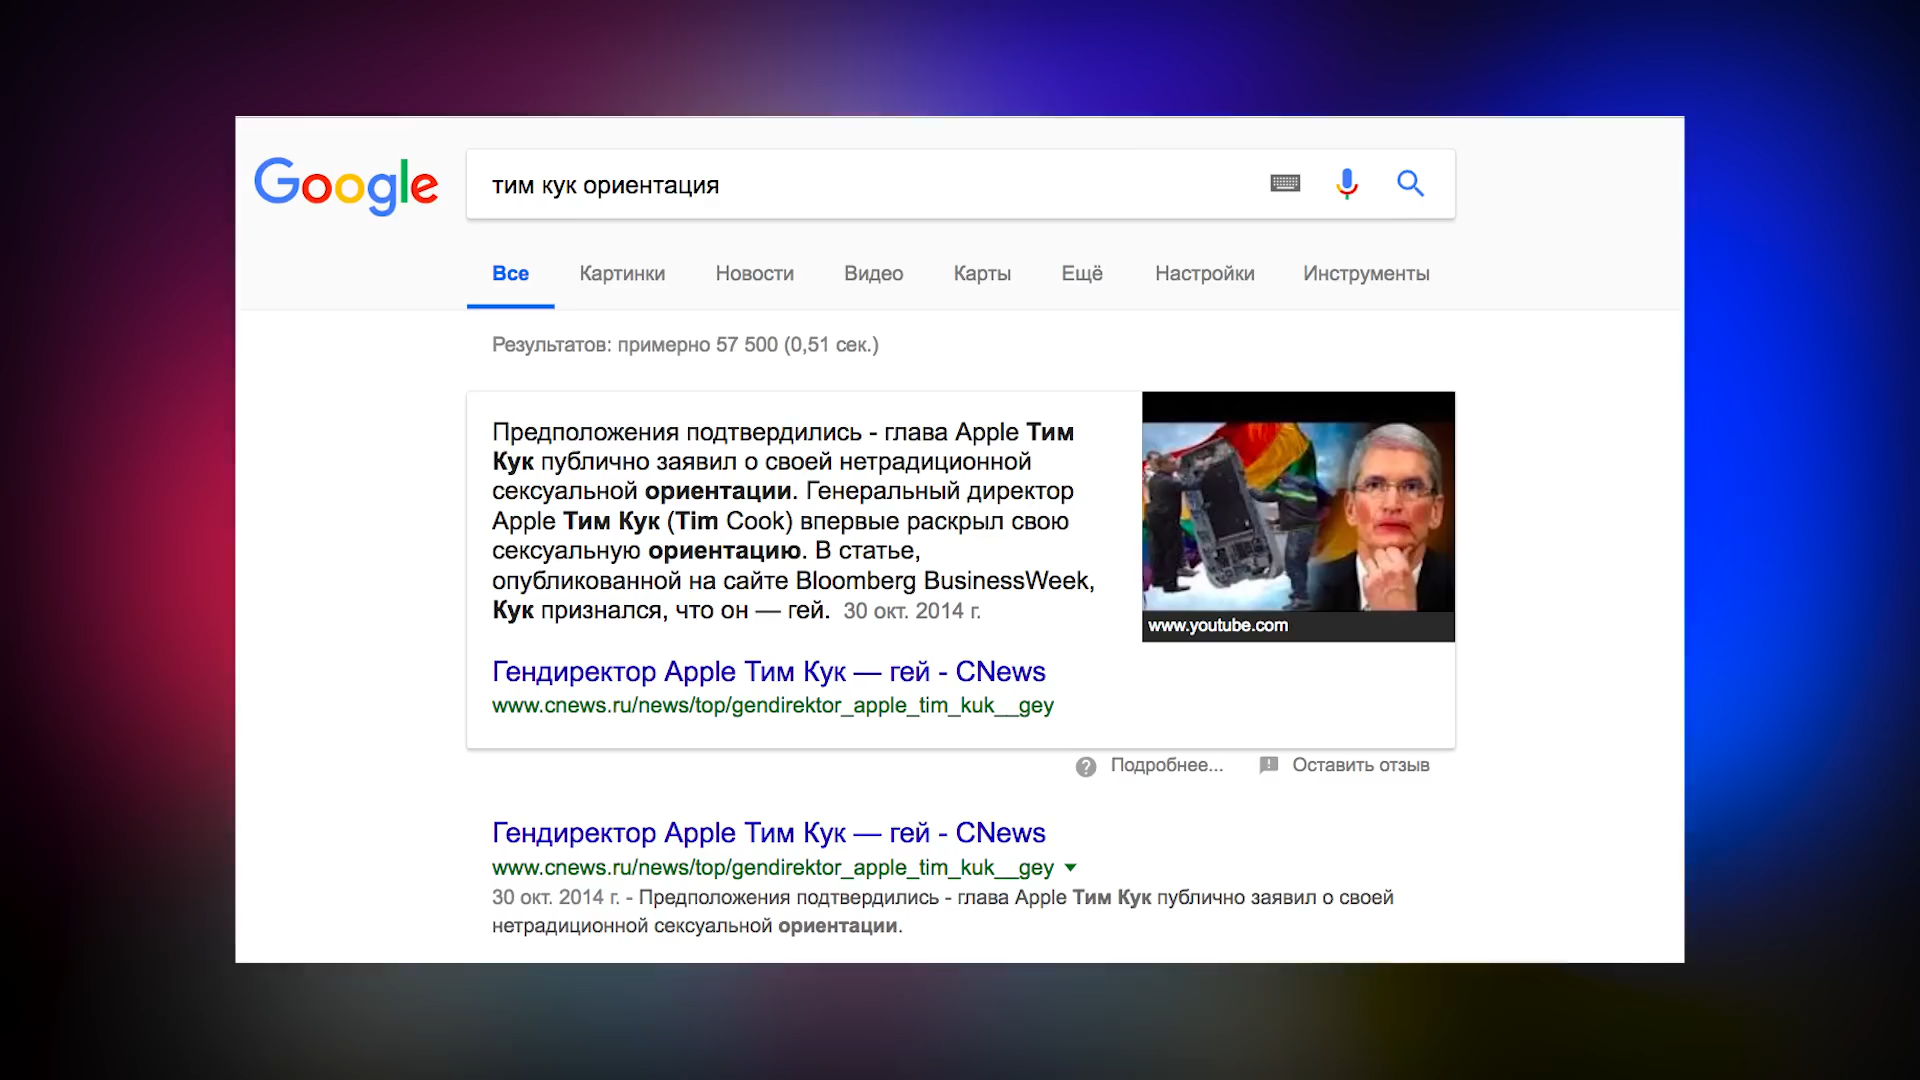 Google
тим кук ориентация
Все Картинки Новости Видео Карты Ещё Настройки Инструменты
Результатов: примерно 57 500 (0,51 сек.)
Предположения подтвердились - глава Apple Тим
Кук публично заявил о своей нетрадиционной
сексуальной ориентации. Генеральный директор
Apple Тим Кук (Tim Cook) впервые раскрыл свою
сексуальную ориентацию. В статье,
опубликованной на сайте Bloomberg BusinessWeek,
Кук признался, что он — гей. 30 окт. 2014 г.
www.youtube.com
Гендиректор Apple Тим Кук — гей - CNews
www.cnews.ru/news/top/gendirektor_apple_tim_kuk__gey
Подробнее... Оставить отзыв
Гендиректор Apple Тим Кук — гей - CNews
www.cnews.ru/news/top/gendirektor_apple_tim_kuk__gey
30 окт. 2014 г. - Предположения подтвердились - глава Apple Тим Кук публично заявил о своей
нетрадиционной сексуальной ориентации.